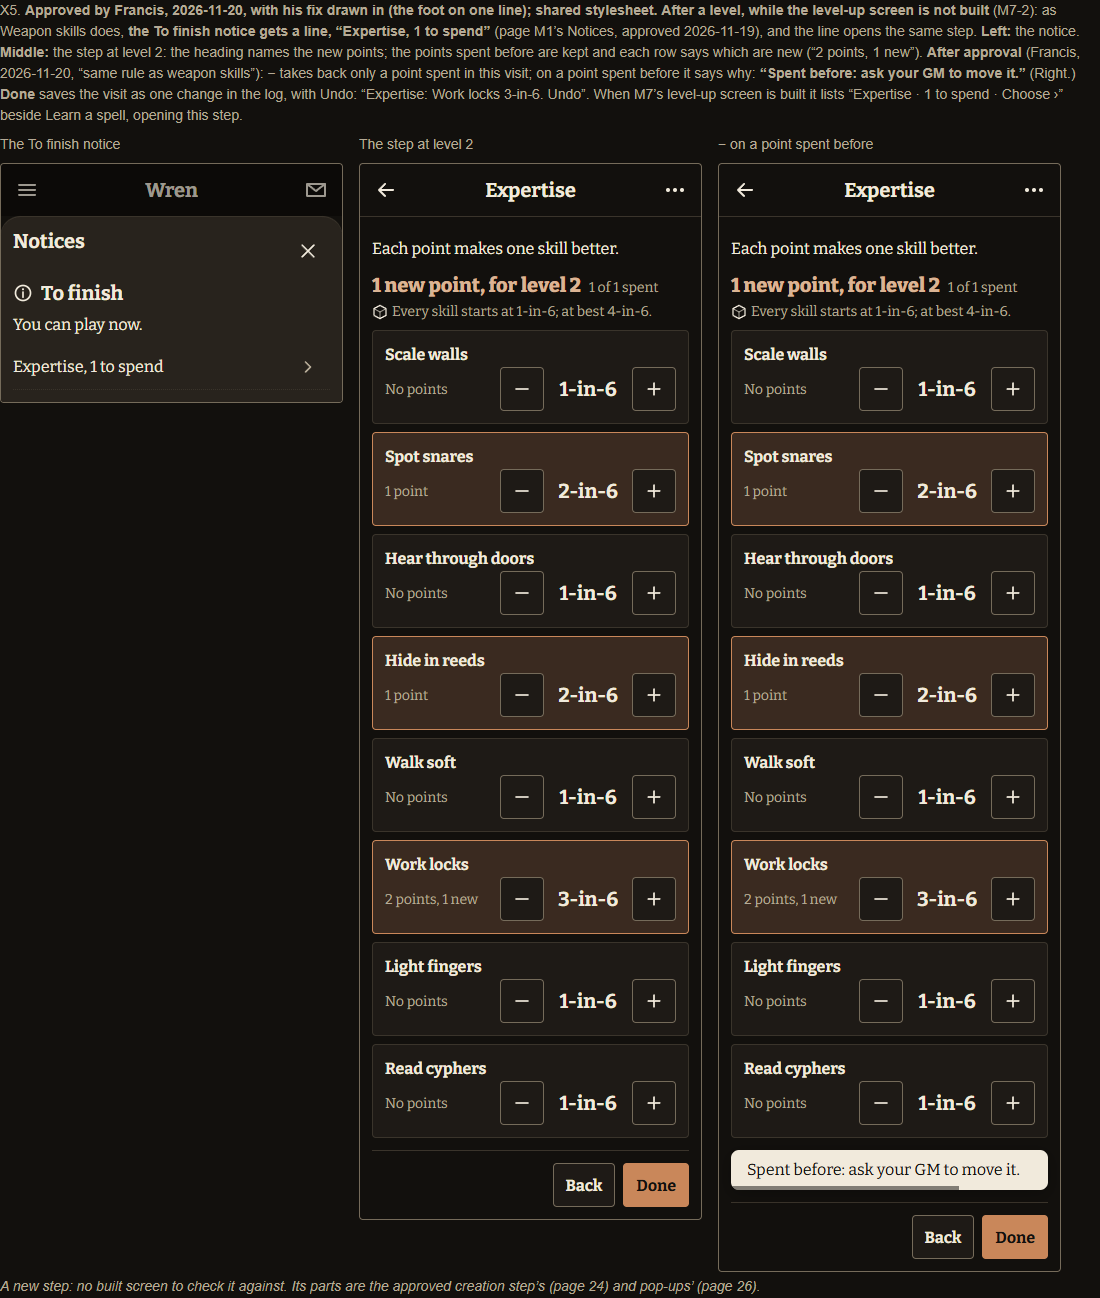 X5. Approved by Francis, 2026-11-20, with his fix drawn in (the foot on one line); shared stylesheet. After a level, while the level-up screen is not built (M7-2): as
Weapon skills does, the To finish notice gets a line, “Expertise, 1 to spend” (page M1’s Notices, approved 2026-11-19), and the line opens the same step. Left: the notice.
Middle: the step at level 2: the heading names the new points; the points spent before are kept and each row says which are new (“2 points, 1 new”). After approval (Francis,
2026-11-20, “same rule as weapon skills”): – takes back only a point spent in this visit; on a point spent before it says why: “Spent before: ask your GM to move it.” (Right.)
Done saves the visit as one change in the log, with Undo: “Expertise: Work locks 3-in-6. Undo”. When M7’s level-up screen is built it lists “Expertise · 1 to spend · Choose ›”
beside Learn a spell, opening this step.
The To finish notice
Wren
Notices
To finish
You can play now.
Expertise, 1 to spend
The step at level 2
Expertise
Each point makes one skill better.
1 new point, for level 2 1 of 1 spent
Every skill starts at 1-in-6; at best 4-in-6.
Scale walls
No points − 1-in-6 +
Spot snares
1 point − 2-in-6 +
Hear through doors
No points − 1-in-6 +
Hide in reeds
1 point − 2-in-6 +
Walk soft
No points − 1-in-6 +
Work locks
2 points, 1 new − 3-in-6 +
Light fingers
No points − 1-in-6 +
Read cyphers
No points − 1-in-6 +
Back Done
– on a point spent before
Expertise
Each point makes one skill better.
1 new point, for level 2 1 of 1 spent
Every skill starts at 1-in-6; at best 4-in-6.
Scale walls
No points − 1-in-6 +
Spot snares
1 point − 2-in-6 +
Hear through doors
No points − 1-in-6 +
Hide in reeds
1 point − 2-in-6 +
Walk soft
No points − 1-in-6 +
Work locks
2 points, 1 new − 3-in-6 +
Light fingers
No points − 1-in-6 +
Read cyphers
No points − 1-in-6 +
Spent before: ask your GM to move it.
Back Done
A new step: no built screen to check it against. Its parts are the approved creation step’s (page 24) and pop-ups’ (page 26).